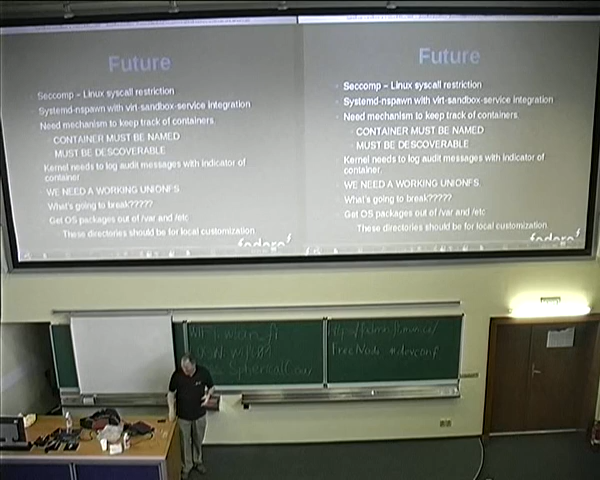 Future
Seccomp – Linux syscall restriction
Systemd-nspawn with virt-sandbox-service integration
Need mechanism to keep track of containers.
CONTAINER MUST BE NAMED
MUST BE DESCOVERABLE
Kernel needs to log audit messages with indicator of
container
WE NEED A WORKING UNIONFS
What's going to break?????
Get OS packages out of /var and /etc
These directories should be for local customization
fedora
Future
Seccomp – Linux syscall restriction
Systemd-nspawn with virt-sandbox-service integration
Need mechanism to keep track of containers.
CONTAINER MUST BE NAMED
MUST BE DESCOVERABLE
Kernel needs to log audit messages with indicator of
container.
WE NEED A WORKING UNIONFS
What's going to break?????
Get OS packages out of /var and /etc
These directories should be for local customization
fedora
SphericalCow
FreeNode #devconf